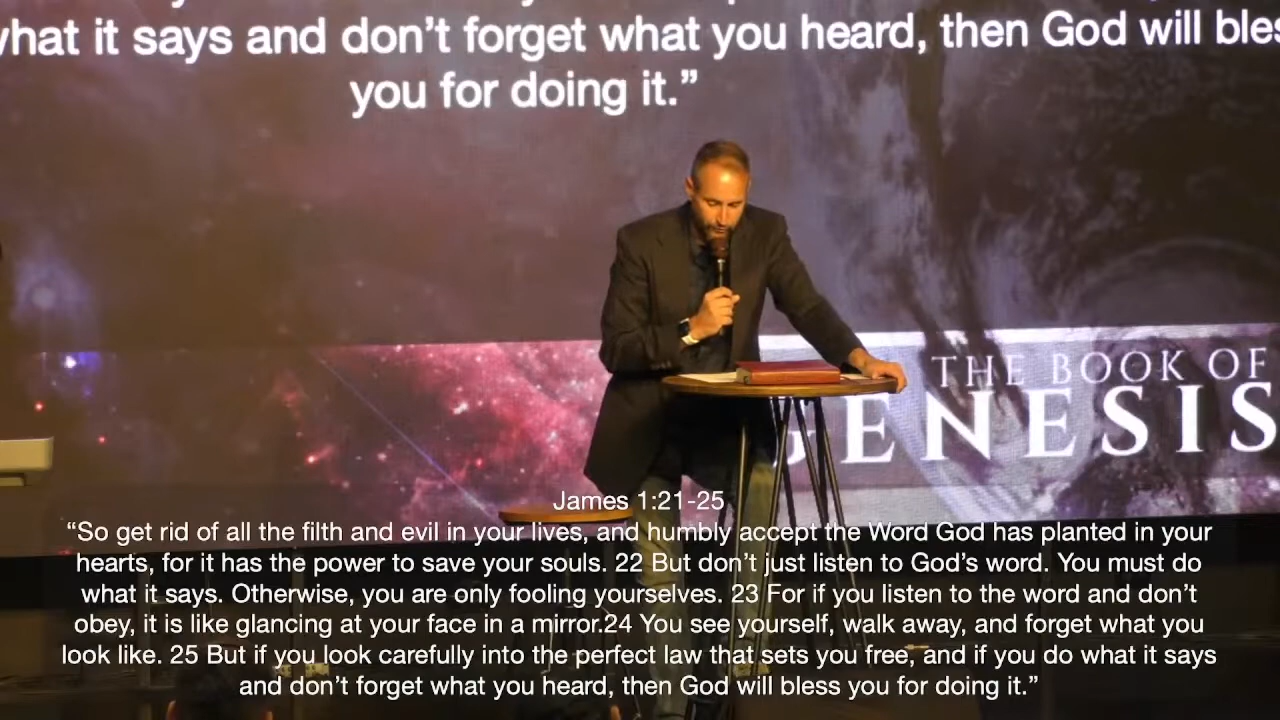 what it says and don't forget what you heard, then God will bles
you for doing it.”
THE BOOK OF
GENESIS
James 1:21-25
“So get rid of all the filth and evil in your lives, and humbly accept the Word God has planted in your
hearts, for it has the power to save your souls. 22 But don’t just listen to God’s word. You must do
what it says. Otherwise, you are only fooling yourselves. 23 For if you listen to the word and don’t
obey, it is like glancing at your face in a mirror.24 You see yourself, walk away, and forget what you
look like. 25 But if you look carefully into the perfect law that sets you free, and if you do what it says
and don’t forget what you heard, then God will bless you for doing it.”